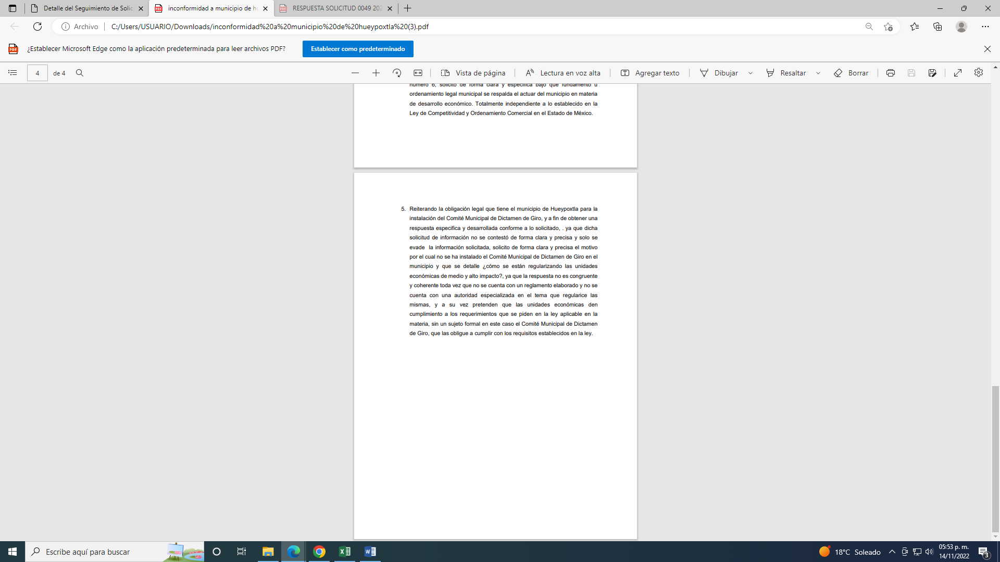 Detalle del Seguimiento de Solic
inconformidad a municipio de hu
RESPUESTA SOLICITUD 0049 202
Archivo
C:/Users/USUARIO/Downloads/inconformidad%20a%20municipio%20de%20hueypoxtla%20(3).pdf
¿Establecer Microsoft Edge como la aplicación predeterminada para leer archivos PDF?
Establecer como predeterminado
4 de 4
Vista de página
Lectura en voz alta
Agregar texto
Dibujar
Resaltar
Borrar
número 6, solicito de forma clara y especifica bajo que fundamento u
ordenamiento legal municipal se respalda el actuar del municipio en materia
de desarrollo económico. Totalmente independiente a lo establecido en la
Ley de Competitividad y Ordenamiento Comercial en el Estado de México.
5. Reiterando la obligación legal que tiene el municipio de Hueypoxtla para la
instalación del Comité Municipal de Dictamen de Giro, y a fin de obtener una
respuesta especifica y desarrollada conforme a lo solicitado, . ya que dicha
solicitud de información no se contestó de forma clara y precisa y solo se
evade la información solicitada, solicito de forma clara y precisa el motivo
por el cual no se ha instalado el Comité Municipal de Dictamen de Giro en el
municipio y que se detalle ¿cómo se están regularizando las unidades
económicas de medio y alto impacto?, ya que la respuesta no es congruente
y coherente toda vez que no se cuenta con un reglamento elaborado y no se
cuenta con una autoridad especializada en el tema que regularice las
mismas, y a su vez pretenden que las unidades económicas den
cumplimiento a los requerimientos que se piden en la ley aplicable en la
materia, sin un sujeto formal en este caso el Comité Municipal de Dictamen
de Giro, que las obligue a cumplir con los requisitos establecidos en la ley.
Escribe aquí para buscar
18°C Soleado
05:53 p. m.
14/11/2022
3